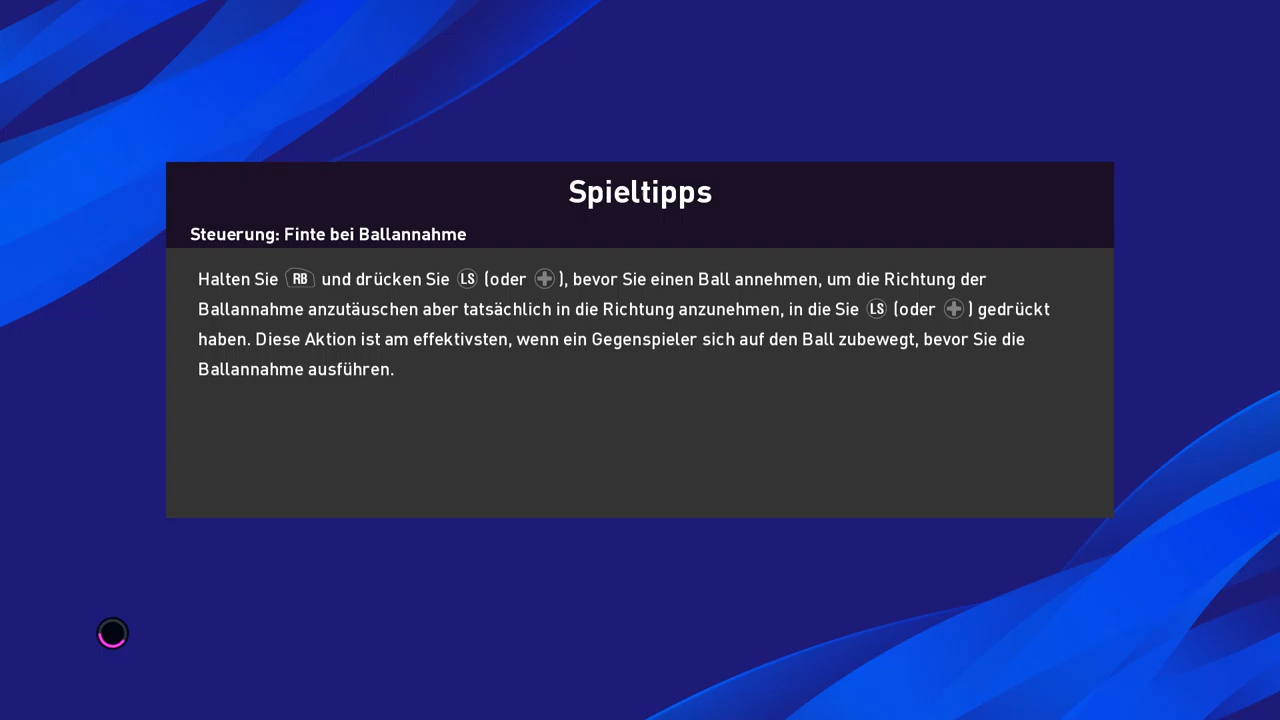 Spieltipps
Steuerung: Finte bei Ballannahme
Halten Sie RB und drücken Sie LS (oder ), bevor Sie einen Ball annehmen, um die Richtung der
Ballannahme anzutäuschen aber tatsächlich in die Richtung anzunehmen, in die Sie LS (oder ) gedrückt
haben. Diese Aktion ist am effektivsten, wenn ein Gegenspieler sich auf den Ball zubewegt, bevor Sie die
Ballannahme ausführen.